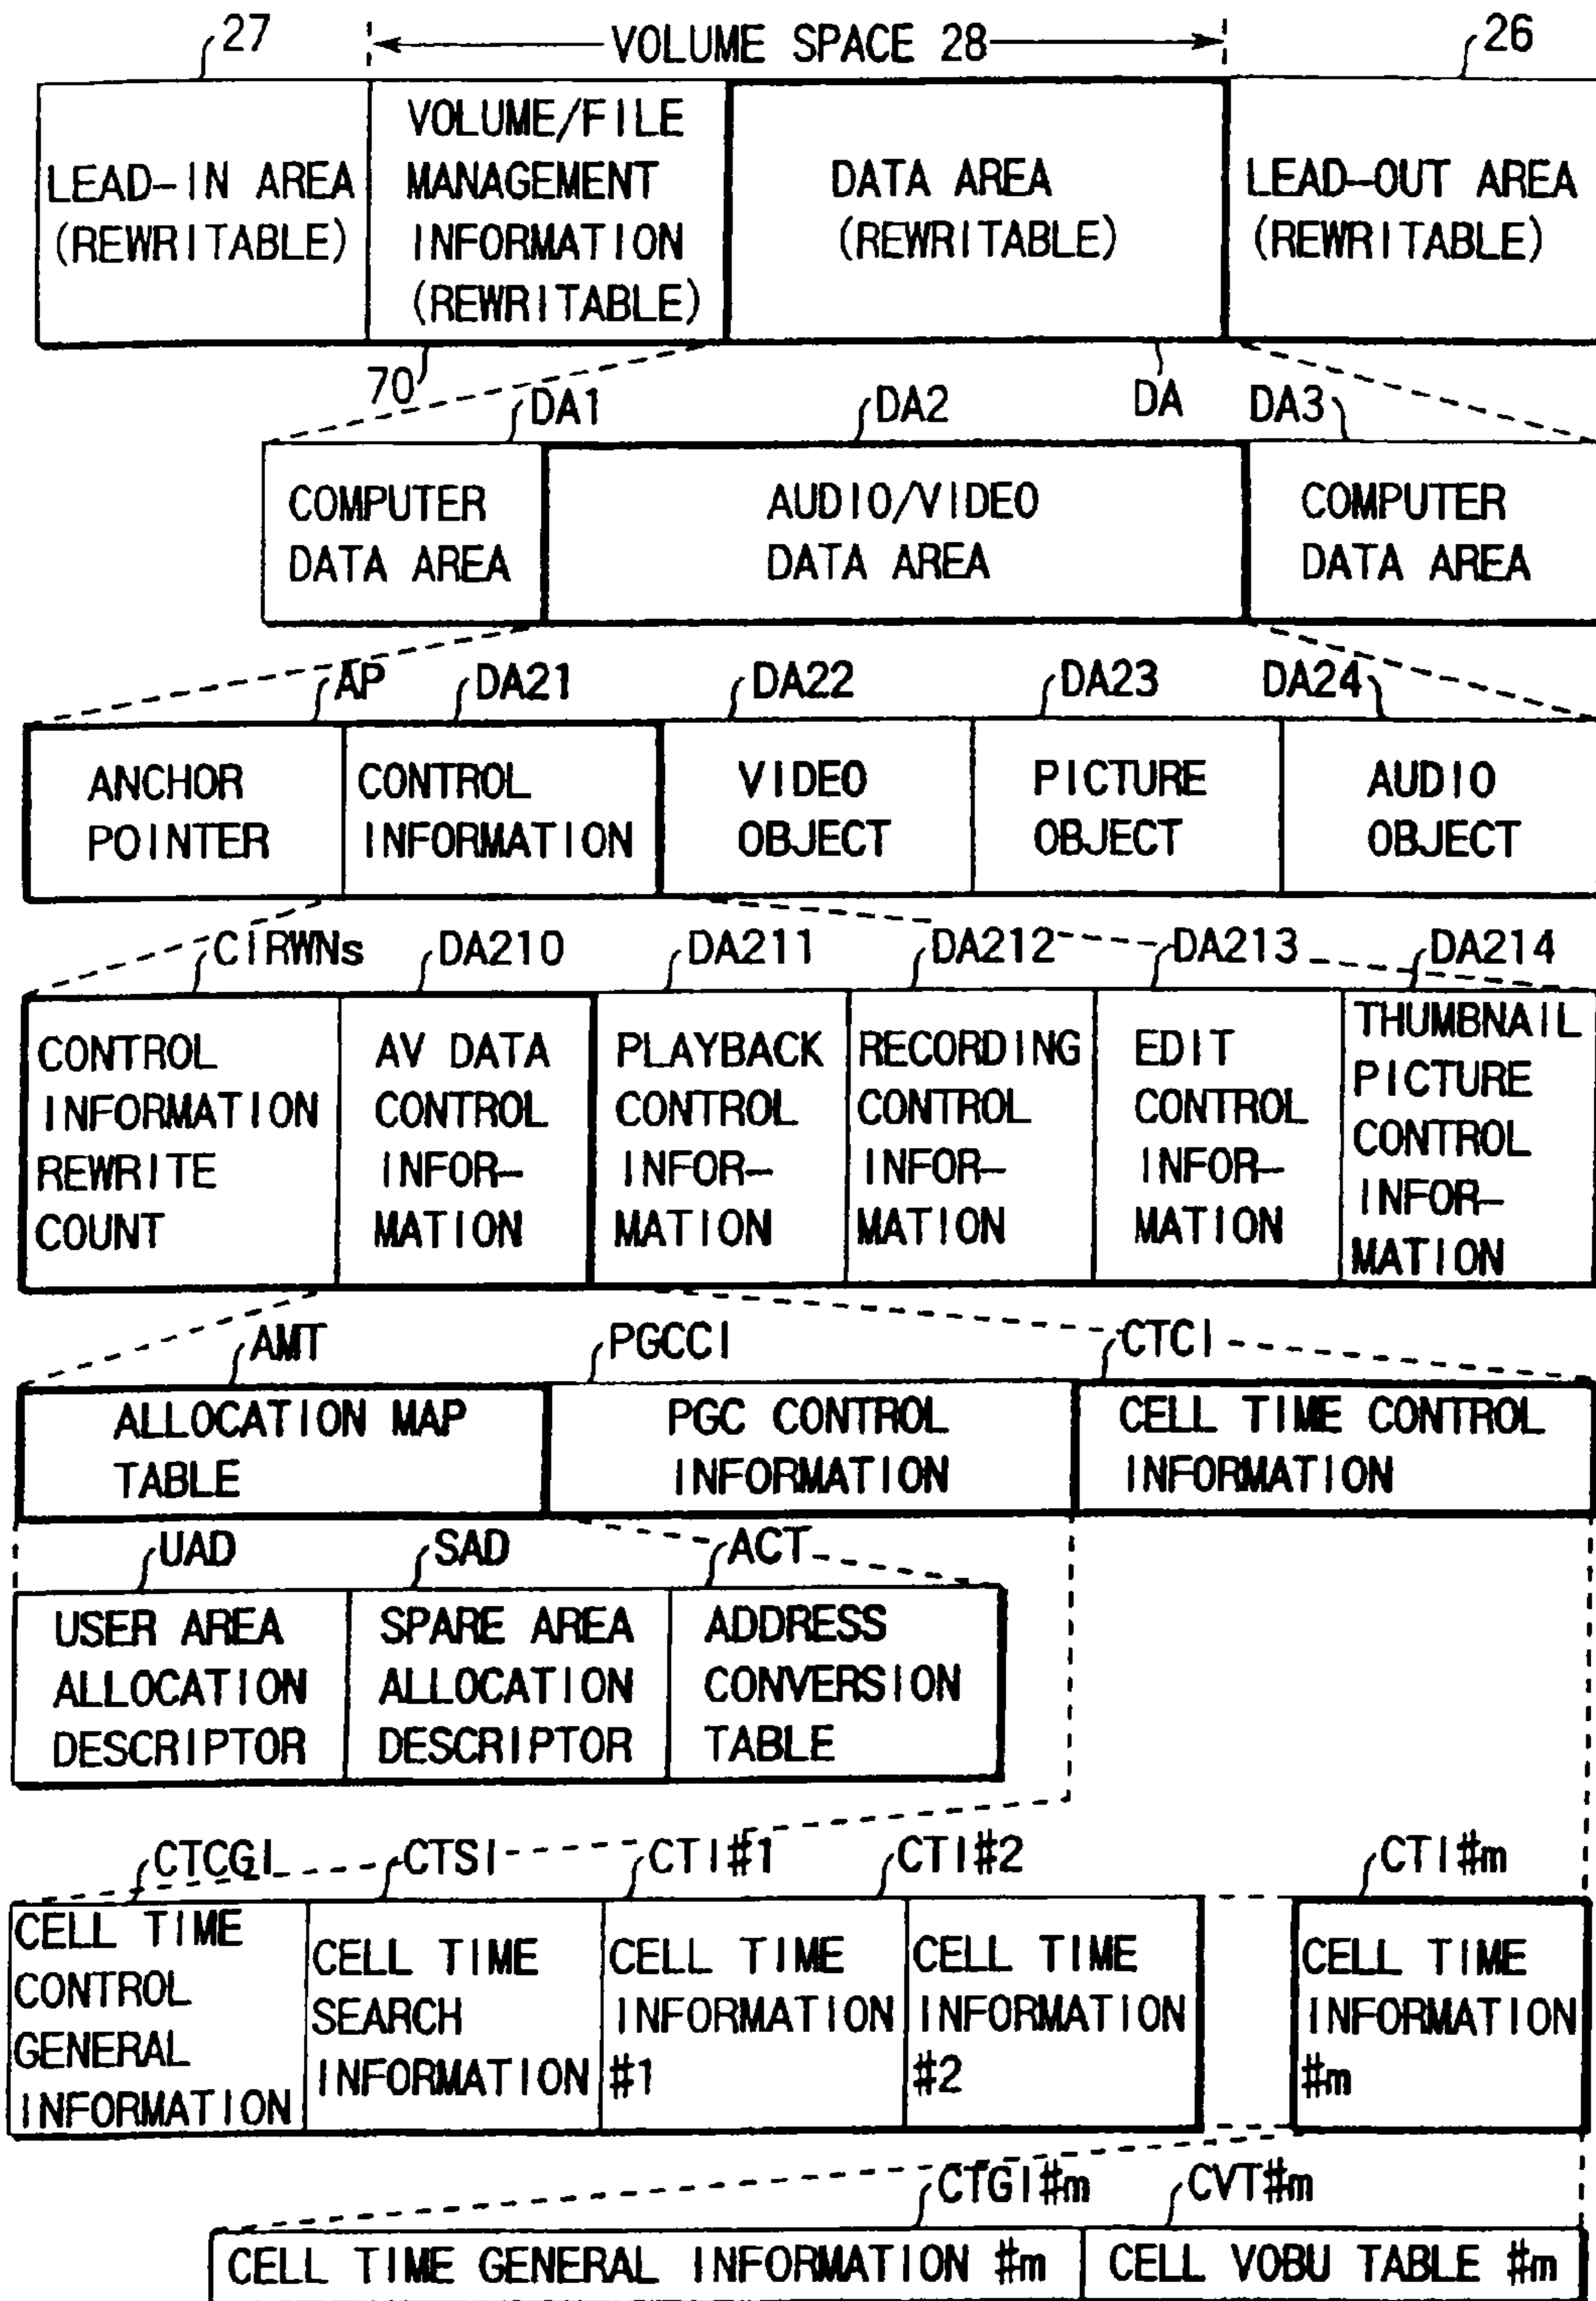 27
VOLUME SPACE 28
26
LEAD-IN AREA
(REWRITABLE)
VOLUME/FILE
MANAGEMENT
INFORMATION
(REWRITABLE)
DATA AREA
(REWRITABLE)
LEAD-OUT AREA
(REWRITABLE)
70
DA1
DA2
DA
DA3
COMPUTER
DATA AREA
AUDIO/VIDEO
DATA AREA
COMPUTER
DATA AREA
AP
DA21
DA22
DA23
DA24
ANCHOR
POINTER
CONTROL
INFORMATION
VIDEO
OBJECT
PICTURE
OBJECT
AUDIO
OBJECT
CIRWNs
DA210
DA211
DA212
DA213
DA214
CONTROL
INFORMATION
REWRITE
COUNT
AV DATA
CONTROL
INFOR-
MATION
PLAYBACK
CONTROL
INFOR-
MATION
RECORDING
CONTROL
INFOR-
MATION
EDIT
CONTROL
INFOR-
MATION
THUMBNAIL
PICTURE
CONTROL
INFOR-
MATION
AMT
PGCCI
CTCI
ALLOCATION MAP
TABLE
PGC CONTROL
INFORMATION
CELL TIME CONTROL
INFORMATION
UAD
SAD
ACT
USER AREA
ALLOCATION
DESCRIPTOR
SPARE AREA
ALLOCATION
DESCRIPTOR
ADDRESS
CONVERSION
TABLE
CTCGI
CTSI
CTI#1
CTI#2
CTI#m
CELL TIME
CONTROL
GENERAL
INFORMATION
CELL TIME
SEARCH
INFORMATION
CELL TIME
INFORMATION
#1
CELL TIME
INFORMATION
#2
CELL TIME
INFORMATION
#m
CTGI#m
CVT#m
CELL TIME GENERAL INFORMATION #m
CELL VOBU TABLE #m